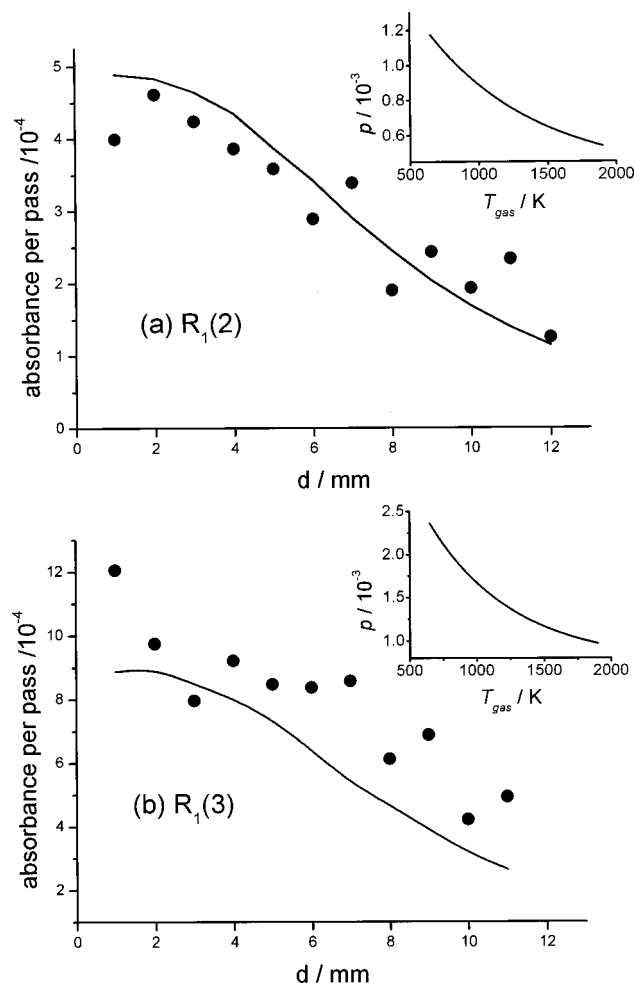 5
4
3
2
1
0
absorbance per pass /10⁻⁴
0 2 4 6 8 10 12
d / mm
(a) R₁(2)
1.2
1.0
0.8
0.6
p / 10⁻³
500 1000 1500 2000
T_gas / K
12
10
8
6
4
2
absorbance per pass /10⁻⁴
0 2 4 6 8 10 12
d / mm
(b) R₁(3)
2.5
2.0
1.5
1.0
p / 10⁻³
500 1000 1500 2000
T_gas / K